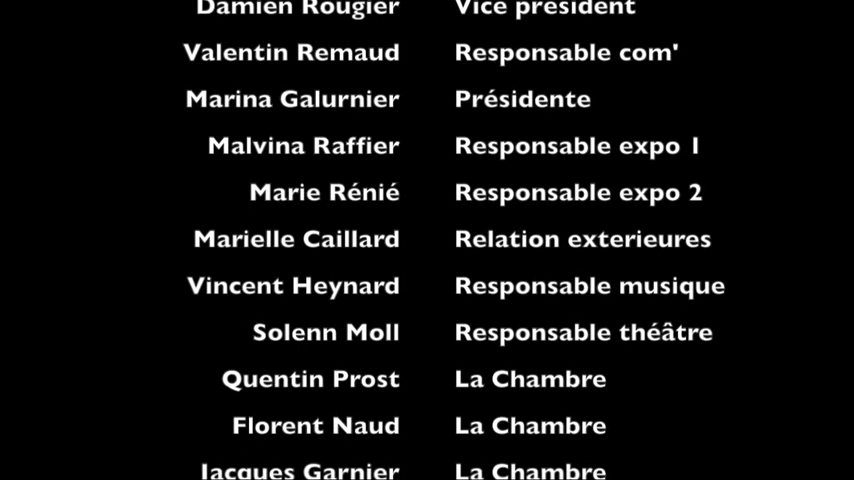 Damien Rougier Vice président
Valentin Remaud Responsable com'
Marina Galurnier Présidente
Malvina Raffier Responsable expo 1
Marie Rénié Responsable expo 2
Marielle Caillard Relation exterieures
Vincent Heynard Responsable musique
Solenn Moll Responsable théâtre
Quentin Prost La Chambre
Florent Naud La Chambre
Jacques Garnier La Chambre